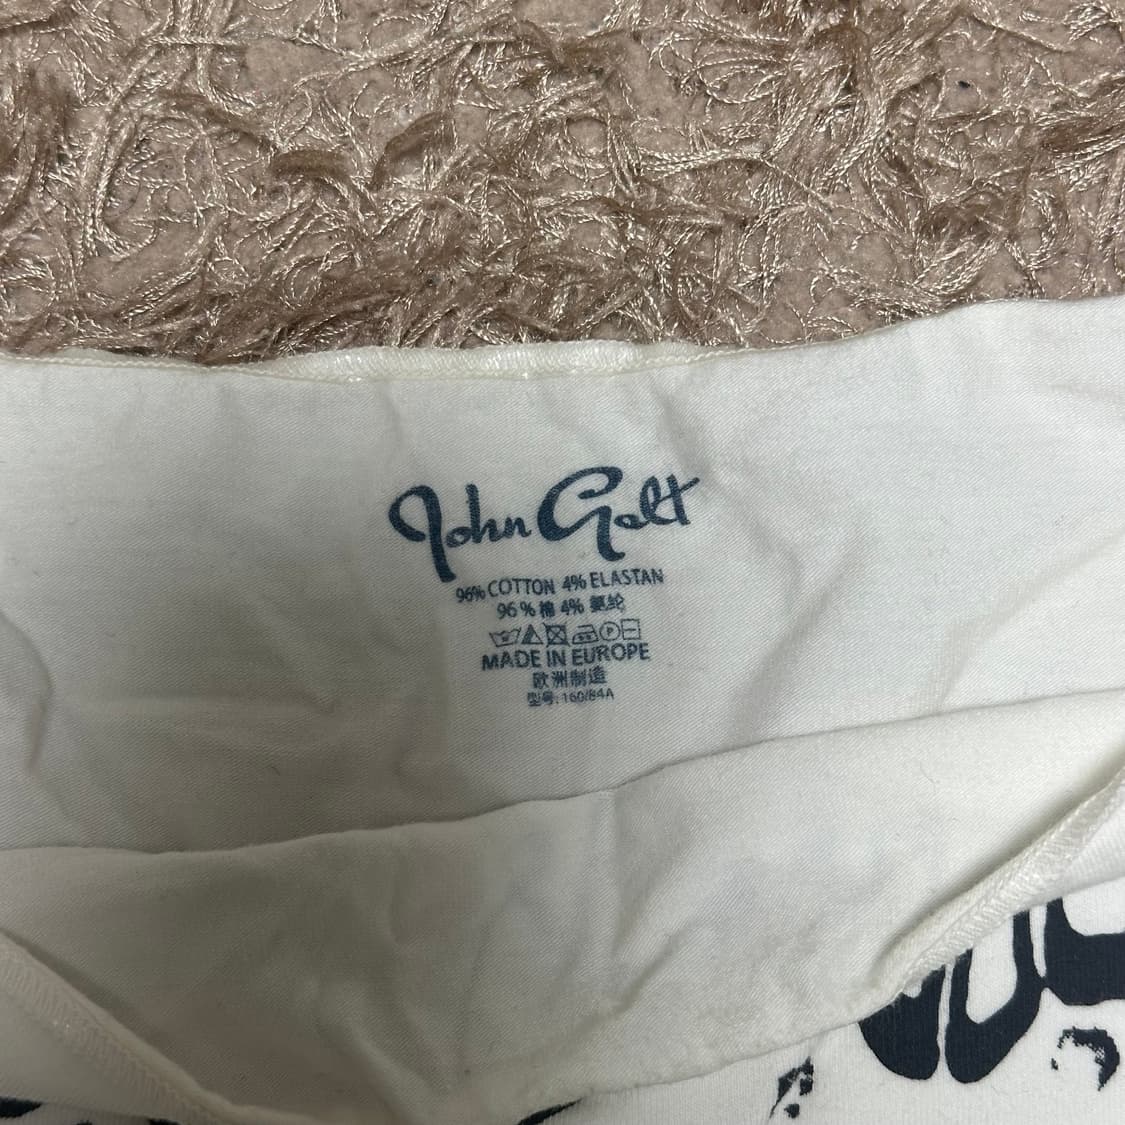 John Galt
96% COTTON 4% ELASTAN
96% 棉 4% 氨纶
MADE IN EUROPE
欧洲制造
型号: 160/84A